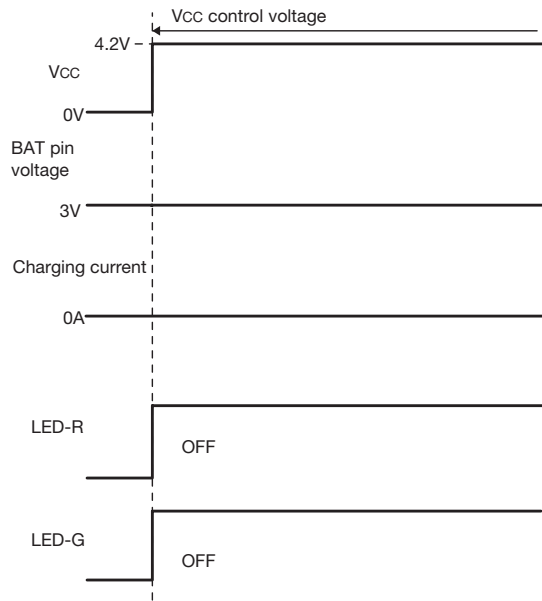 VCC control voltage
4.2V
VCC
0V
BAT pin
voltage
3V
Charging current
0A
LED-R
OFF
LED-G
OFF